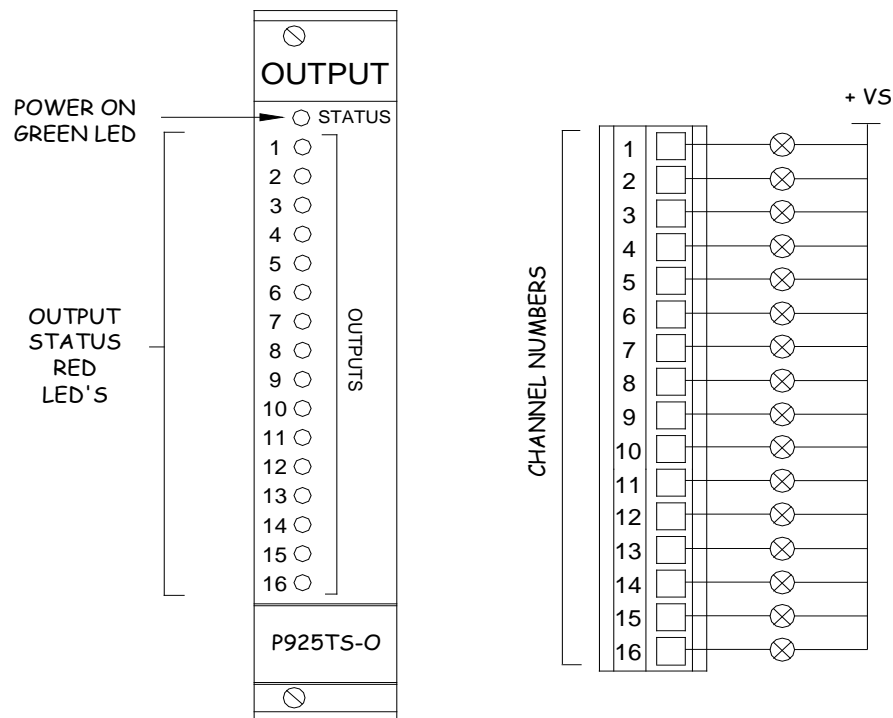 OUTPUT
POWER ON
GREEN LED
STATUS
1
2
3
4
5
6
7
8
9
10
11
12
13
14
15
16
OUTPUTS
OUTPUT
STATUS
RED
LED'S
P925TS-O
+ VS
CHANNEL NUMBERS
1
2
3
4
5
6
7
8
9
10
11
12
13
14
15
16